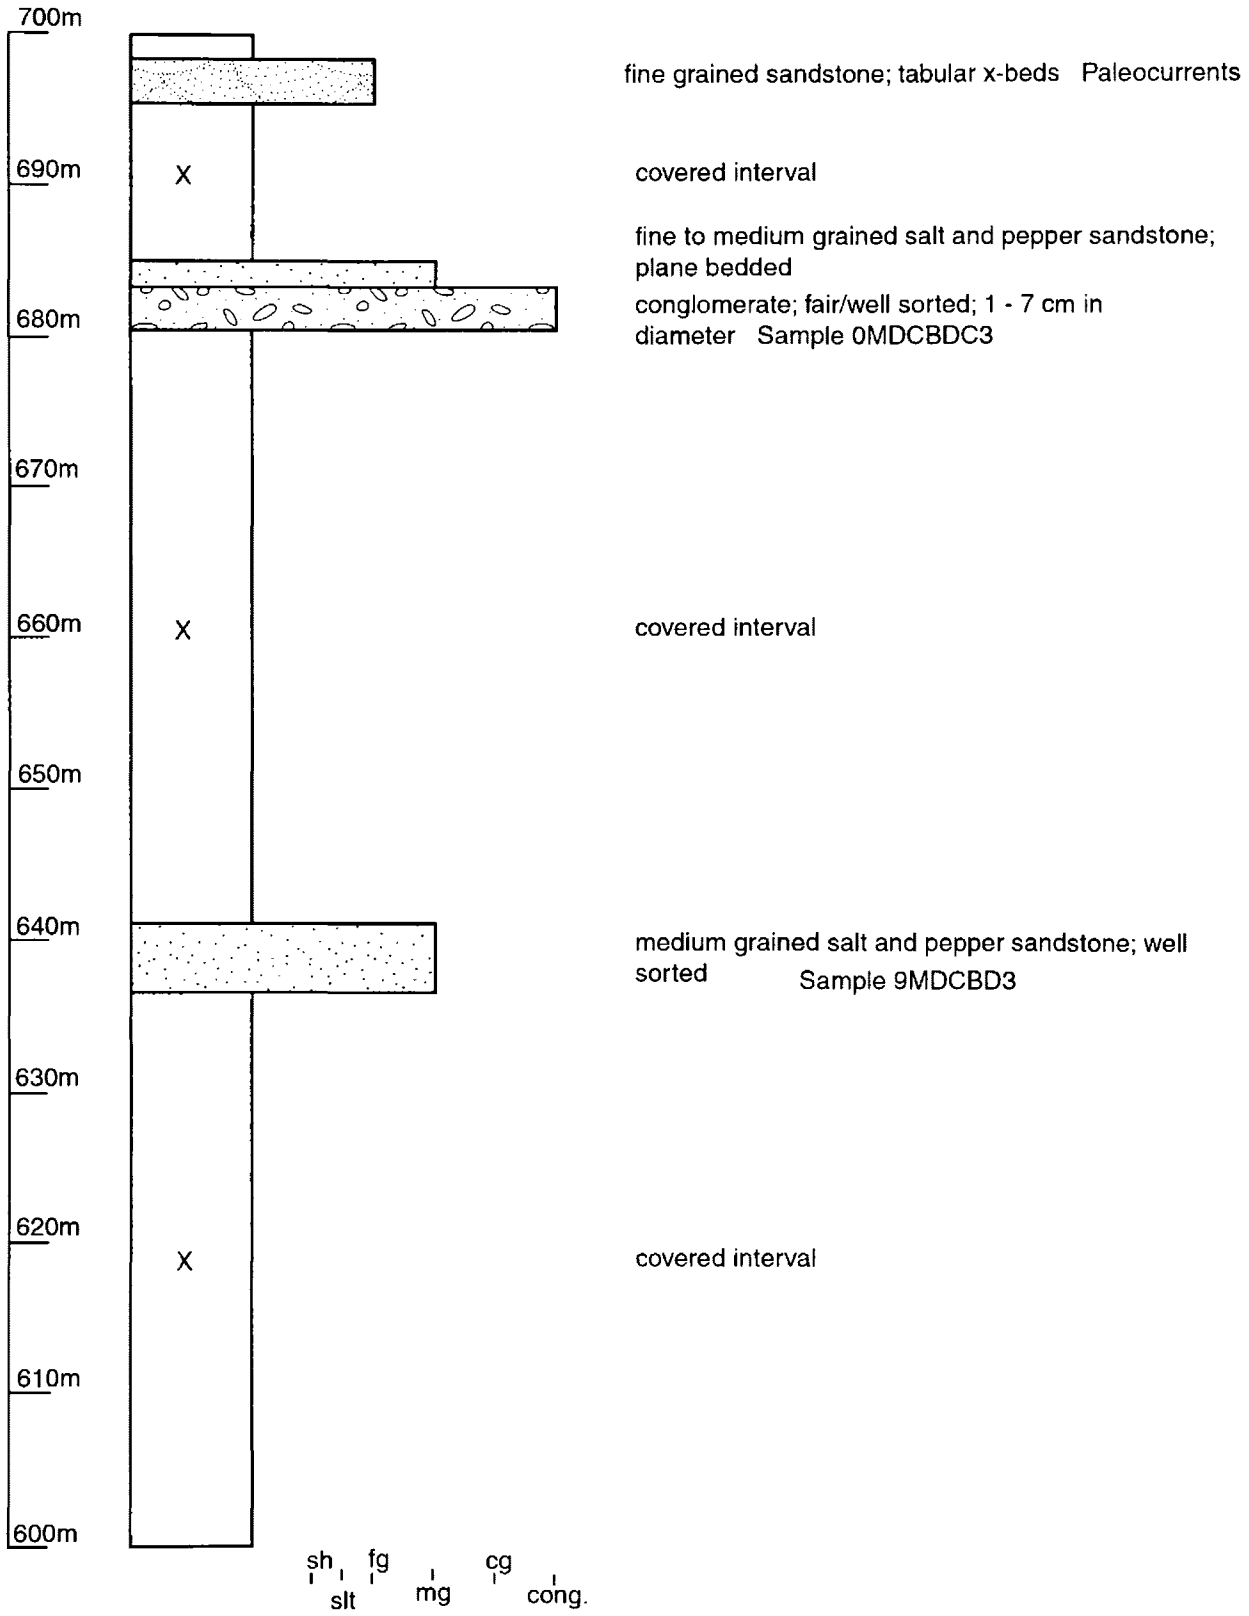 700m
fine grained sandstone; tabular x-beds Paleocurrents
690m
X
covered interval
fine to medium grained salt and pepper sandstone;
plane bedded
680m
conglomerate; fair/well sorted; 1 - 7 cm in
diameter Sample 0MDCBDC3
670m
660m
X
covered interval
650m
640m
medium grained salt and pepper sandstone; well
sorted Sample 9MDCBD3
630m
620m
X
covered interval
610m
600m
sh fg cg
slt mg cong.